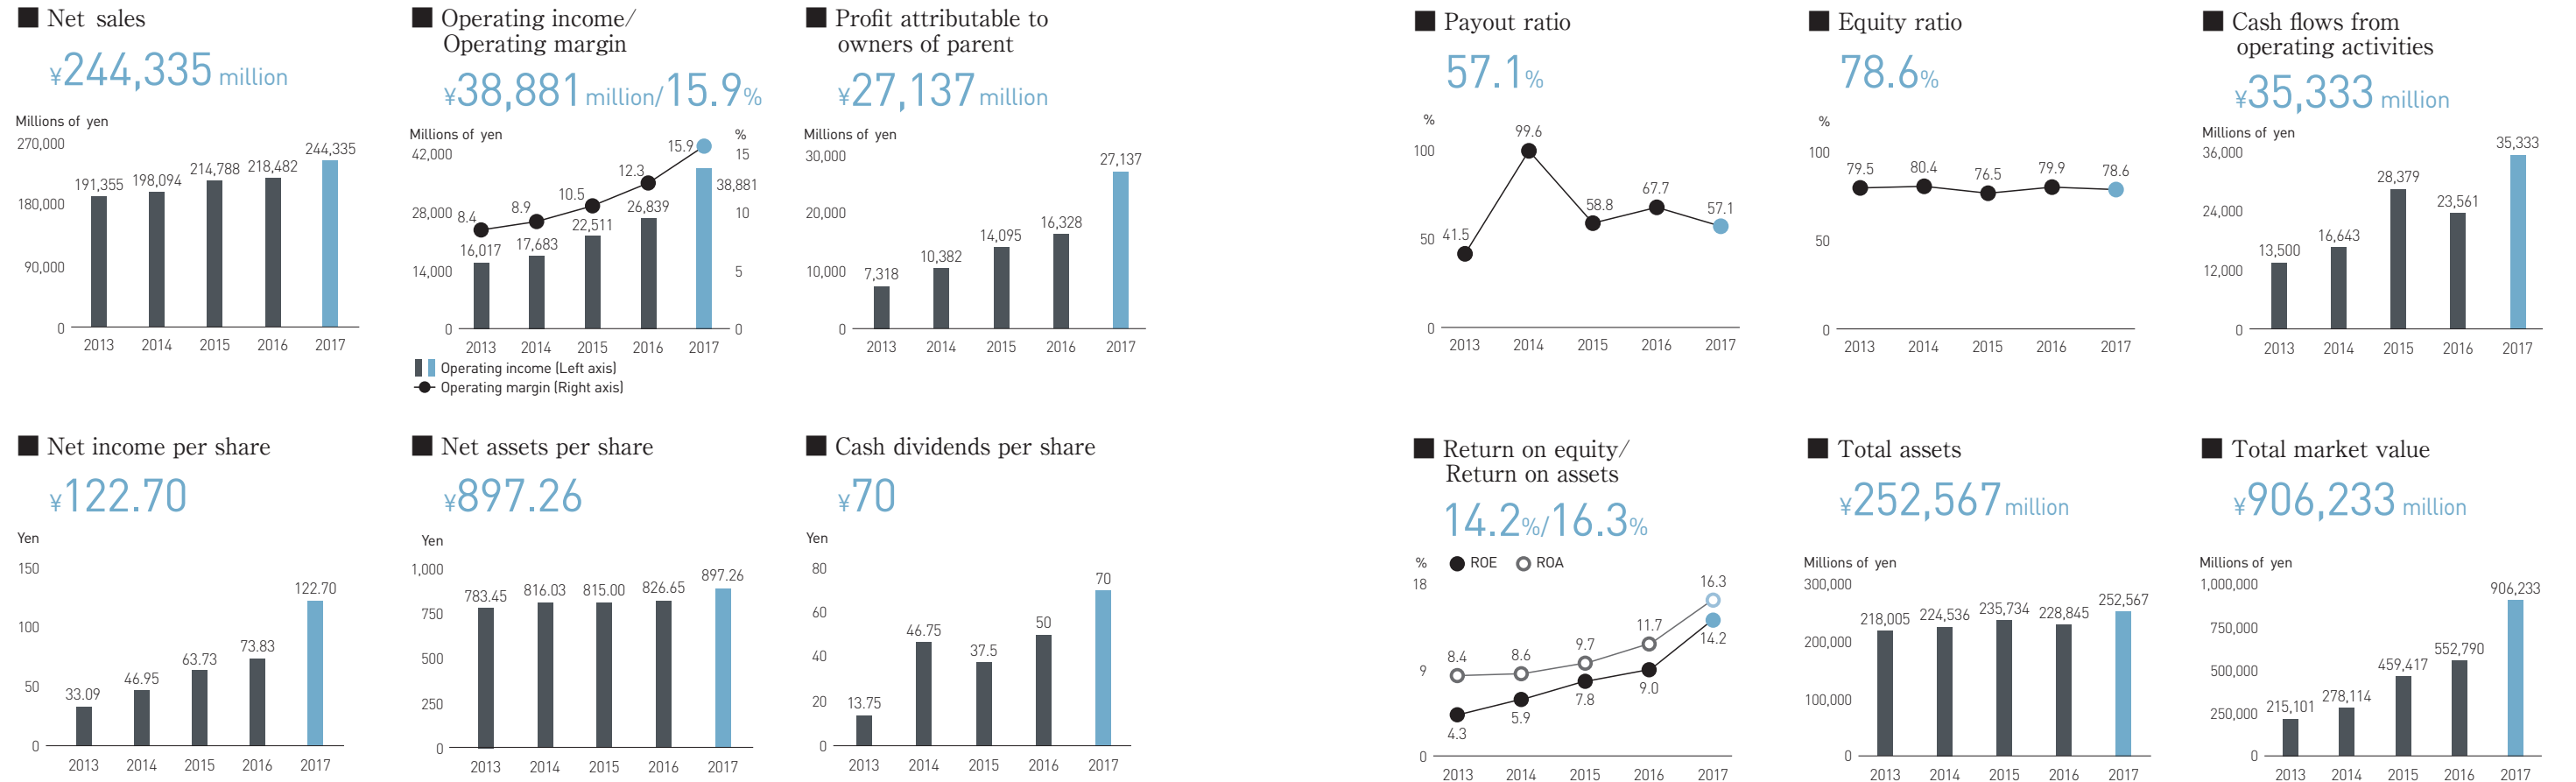 ■ Net sales
¥244,335 million
Millions of yen
270,000
180,000
90,000
0
191,355
198,094
214,788
218,482
244,335
2013 2014 2015 2016 2017
■ Operating income/
Operating margin
¥38,881 million/15.9%
Millions of yen
%
42,000
28,000
14,000
0
15
10
5
0
8.4
8.9
10.5
12.3
15.9
16,017
17,683
22,511
26,839
38,881
2013 2014 2015 2016 2017
Operating income (Left axis)
Operating margin (Right axis)
■ Profit attributable to
owners of parent
¥27,137 million
Millions of yen
30,000
20,000
10,000
0
7,318
10,382
14,095
16,328
27,137
2013 2014 2015 2016 2017
■ Payout ratio
57.1%
%
100
50
0
41.5
99.6
58.8
67.7
57.1
2013 2014 2015 2016 2017
■ Equity ratio
78.6%
%
100
50
0
79.5
80.4
76.5
79.9
78.6
2013 2014 2015 2016 2017
■ Cash flows from
operating activities
¥35,333 million
Millions of yen
36,000
24,000
12,000
0
13,500
16,643
28,379
23,561
35,333
2013 2014 2015 2016 2017
■ Net income per share
¥122.70
Yen
150
100
50
0
33.09
46.95
63.73
73.83
122.70
2013 2014 2015 2016 2017
■ Net assets per share
¥897.26
Yen
1,000
750
500
250
0
783.45
816.03
815.00
826.65
897.26
2013 2014 2015 2016 2017
■ Cash dividends per share
¥70
Yen
80
60
40
20
0
13.75
46.75
37.5
50
70
2013 2014 2015 2016 2017
■ Return on equity/
Return on assets
14.2%/16.3%
%
ROE ROA
18
9
0
8.4
8.6
9.7
11.7
16.3
4.3
5.9
7.8
9.0
14.2
2013 2014 2015 2016 2017
■ Total assets
¥252,567 million
Millions of yen
300,000
200,000
100,000
0
218,005
224,536
235,734
228,845
252,567
2013 2014 2015 2016 2017
■ Total market value
¥906,233 million
Millions of yen
1,000,000
750,000
500,000
250,000
0
215,101
278,114
459,417
552,790
906,233
2013 2014 2015 2016 2017